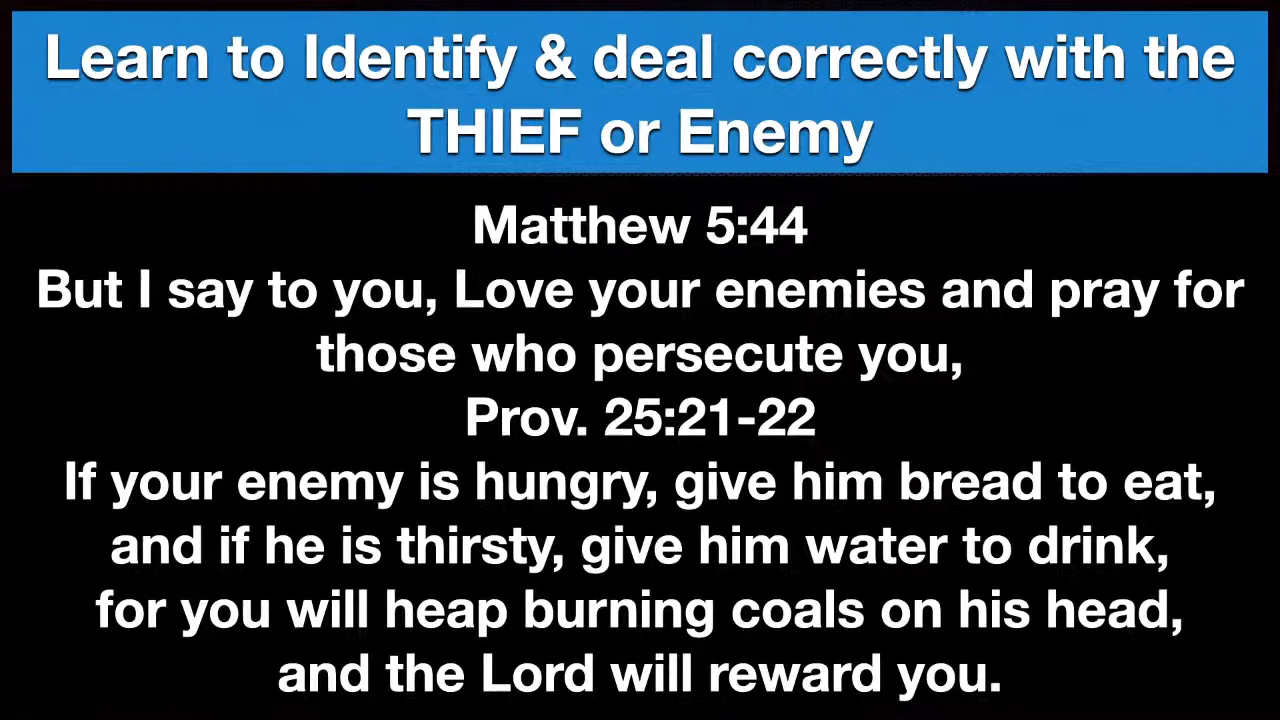 Learn to Identify & deal correctly with the
THIEF or Enemy
Matthew 5:44
But I say to you, Love your enemies and pray for
those who persecute you,
Prov. 25:21-22
If your enemy is hungry, give him bread to eat,
and if he is thirsty, give him water to drink,
for you will heap burning coals on his head,
and the Lord will reward you.